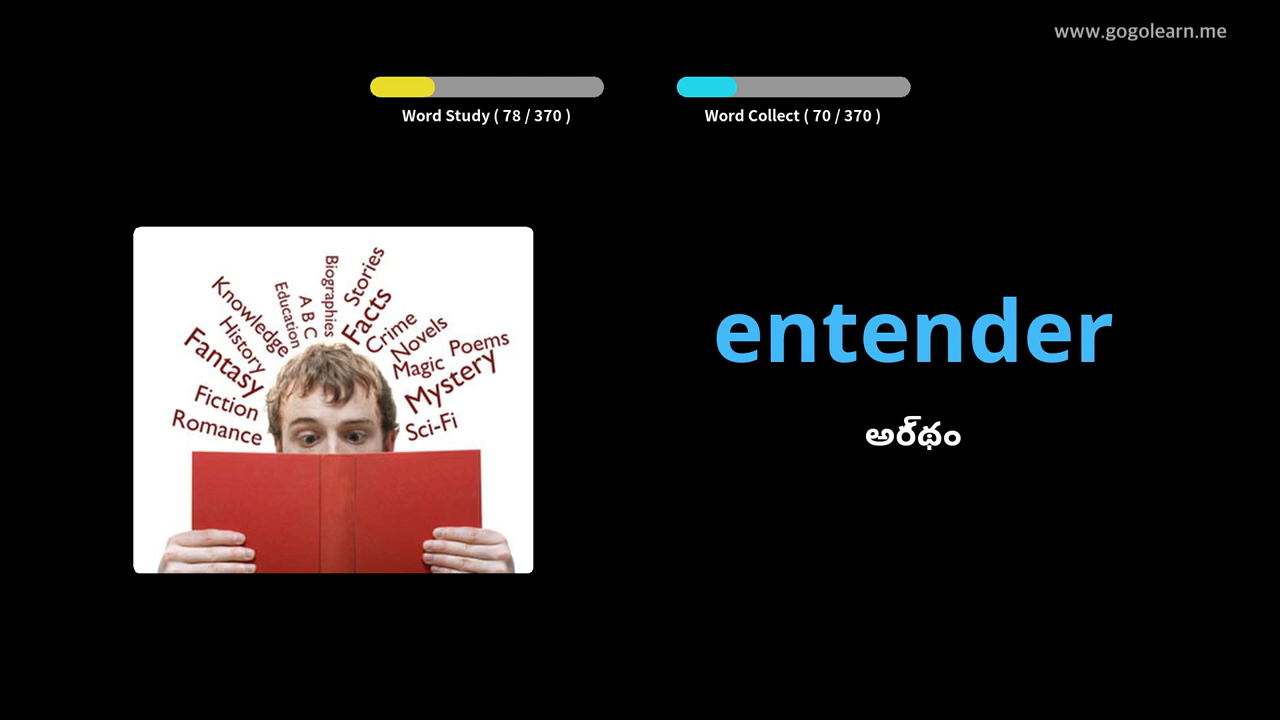 www.gogolearn.me
Word Study ( 78 / 370 )
Word Collect ( 70 / 370 )
Stories
Biographies
Facts
A B C
Education
Crime
Knowledge
Novels
History
Poems
Magic
Fantasy
Mystery
Fiction
Sci-Fi
Romance
entender
అర్థం